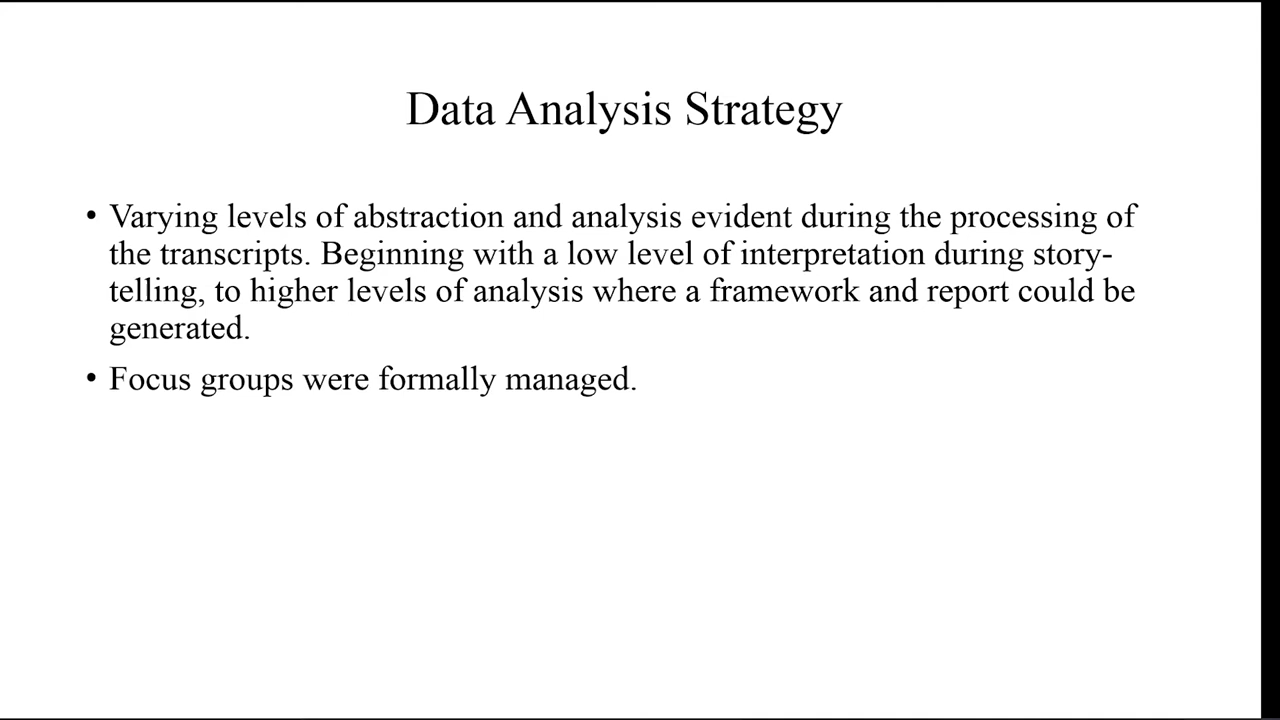 Data Analysis Strategy
• Varying levels of abstraction and analysis evident during the processing of
the transcripts. Beginning with a low level of interpretation during story-
telling, to higher levels of analysis where a framework and report could be
generated.
• Focus groups were formally managed.